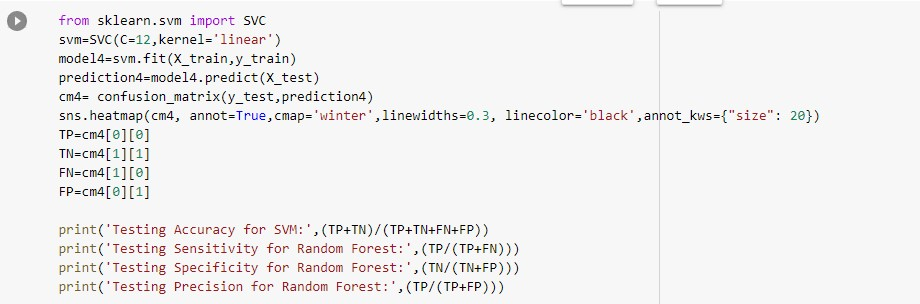 from sklearn.svm import SVC
svm=SVC(C=12,kernel='linear')
model4=svm.fit(X_train,y_train)
prediction4=model4.predict(X_test)
cm4= confusion_matrix(y_test,prediction4)
sns.heatmap(cm4, annot=True,cmap='winter',linewidths=0.3, linecolor='black',annot_kws={"size": 20})
TP=cm4[0][0]
TN=cm4[1][1]
FN=cm4[1][0]
FP=cm4[0][1]
print('Testing Accuracy for SVM:',(TP+TN)/(TP+TN+FN+FP))
print('Testing Sensitivity for Random Forest:',(TP/(TP+FN)))
print('Testing Specificity for Random Forest:',(TN/(TN+FP)))
print('Testing Precision for Random Forest:',(TP/(TP+FP)))